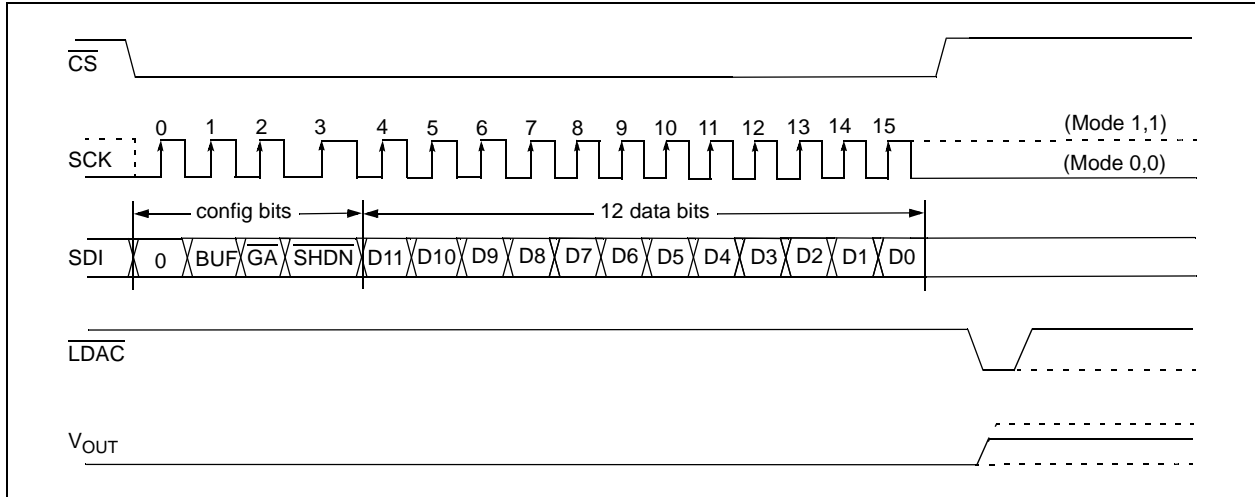 CS
0 1 2 3 4 5 6 7 8 9 10 11 12 13 14 15 (Mode 1,1)
SCK (Mode 0,0)
config bits 12 data bits
SDI 0 BUF GA SHDN D11 D10 D9 D8 D7 D6 D5 D4 D3 D2 D1 D0
LDAC
VOUT